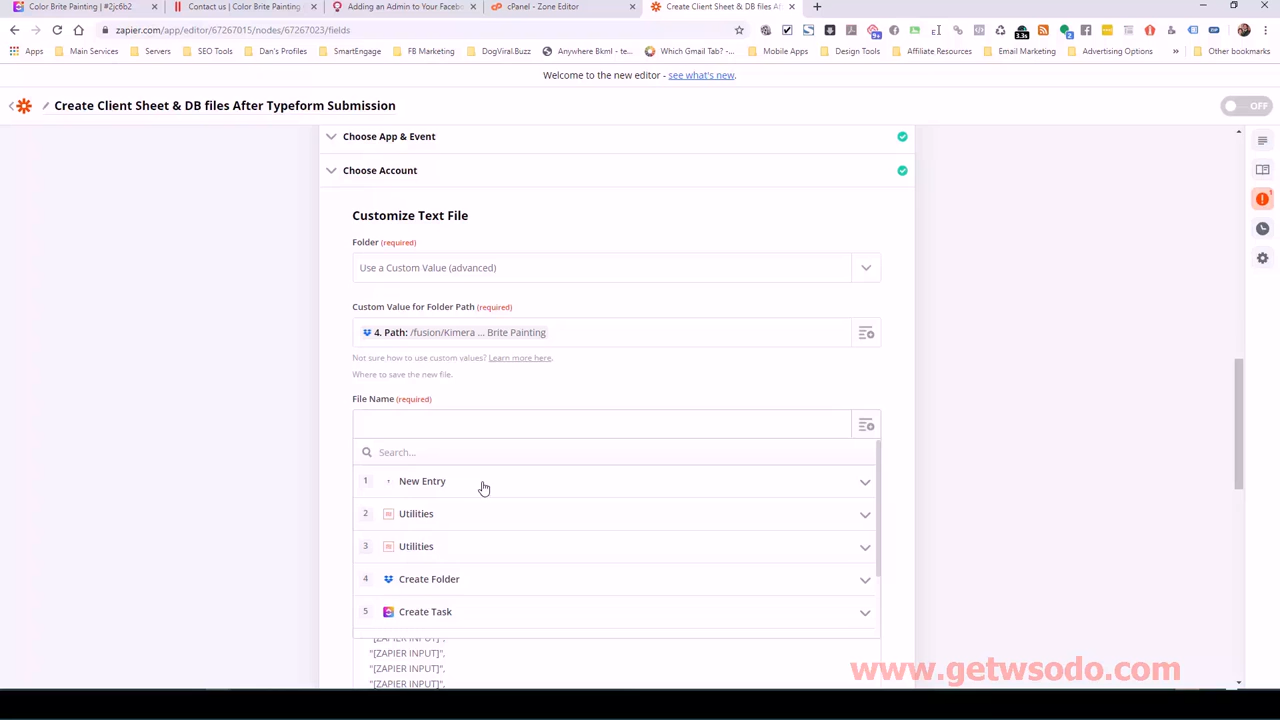 Color Brite Painting | #2jc6b2
Contact us | Color Brite Painting
Adding an Admin to Your Facebo
cPanel - Zone Editor
Create Client Sheet & DB files Af
zapier.com/app/editor/67267015/nodes/67267023/fields
Apps
Main Services
Servers
SEO Tools
Dan's Profiles
SmartEngage
FB Marketing
DogViral.Buzz
Anywhere Bkml - te...
Which Gmail Tab? -...
Mobile Apps
Design Tools
Affiliate Resources
Email Marketing
Advertising Options
Other bookmarks
Welcome to the new editor - see what's new.
Create Client Sheet & DB files After Typeform Submission
OFF
Choose App & Event
Choose Account
Customize Text File
Folder (required)
Use a Custom Value (advanced)
Custom Value for Folder Path (required)
4. Path: /fusion/Kimera ... Brite Painting
Not sure how to use custom values? Learn more here.
Where to save the new file.
File Name (required)
Search...
1 New Entry
2 Utilities
3 Utilities
4 Create Folder
5 Create Task
"[ZAPIER INPUT]",
"[ZAPIER INPUT]",
"[ZAPIER INPUT]",
"[ZAPIER INPUT]",
www.getwsodo.com